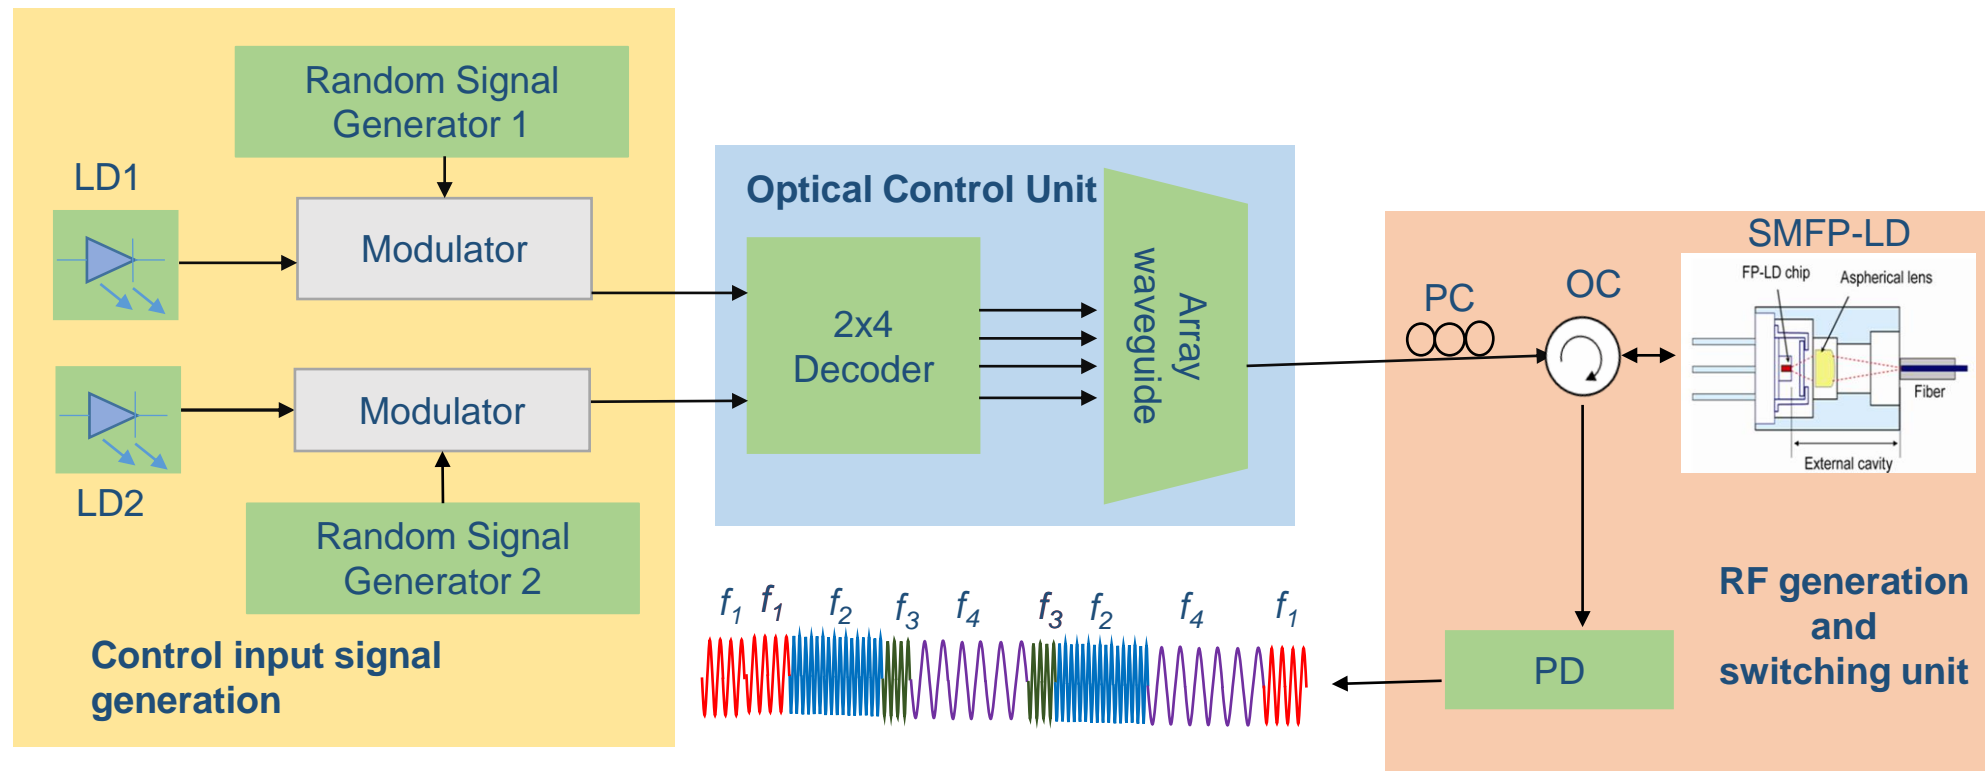 Random Signal
Generator 1
LD1
Modulator
LD2
Modulator
Random Signal
Generator 2
Control input signal
generation
Optical Control Unit
2x4
Decoder
Array
waveguide
PC
OC
SMFP-LD
FP-LD chip
Aspherical lens
Fiber
External cavity
RF generation
and
switching unit
PD
f1 f1 f2 f3 f4 f3 f2 f4 f1